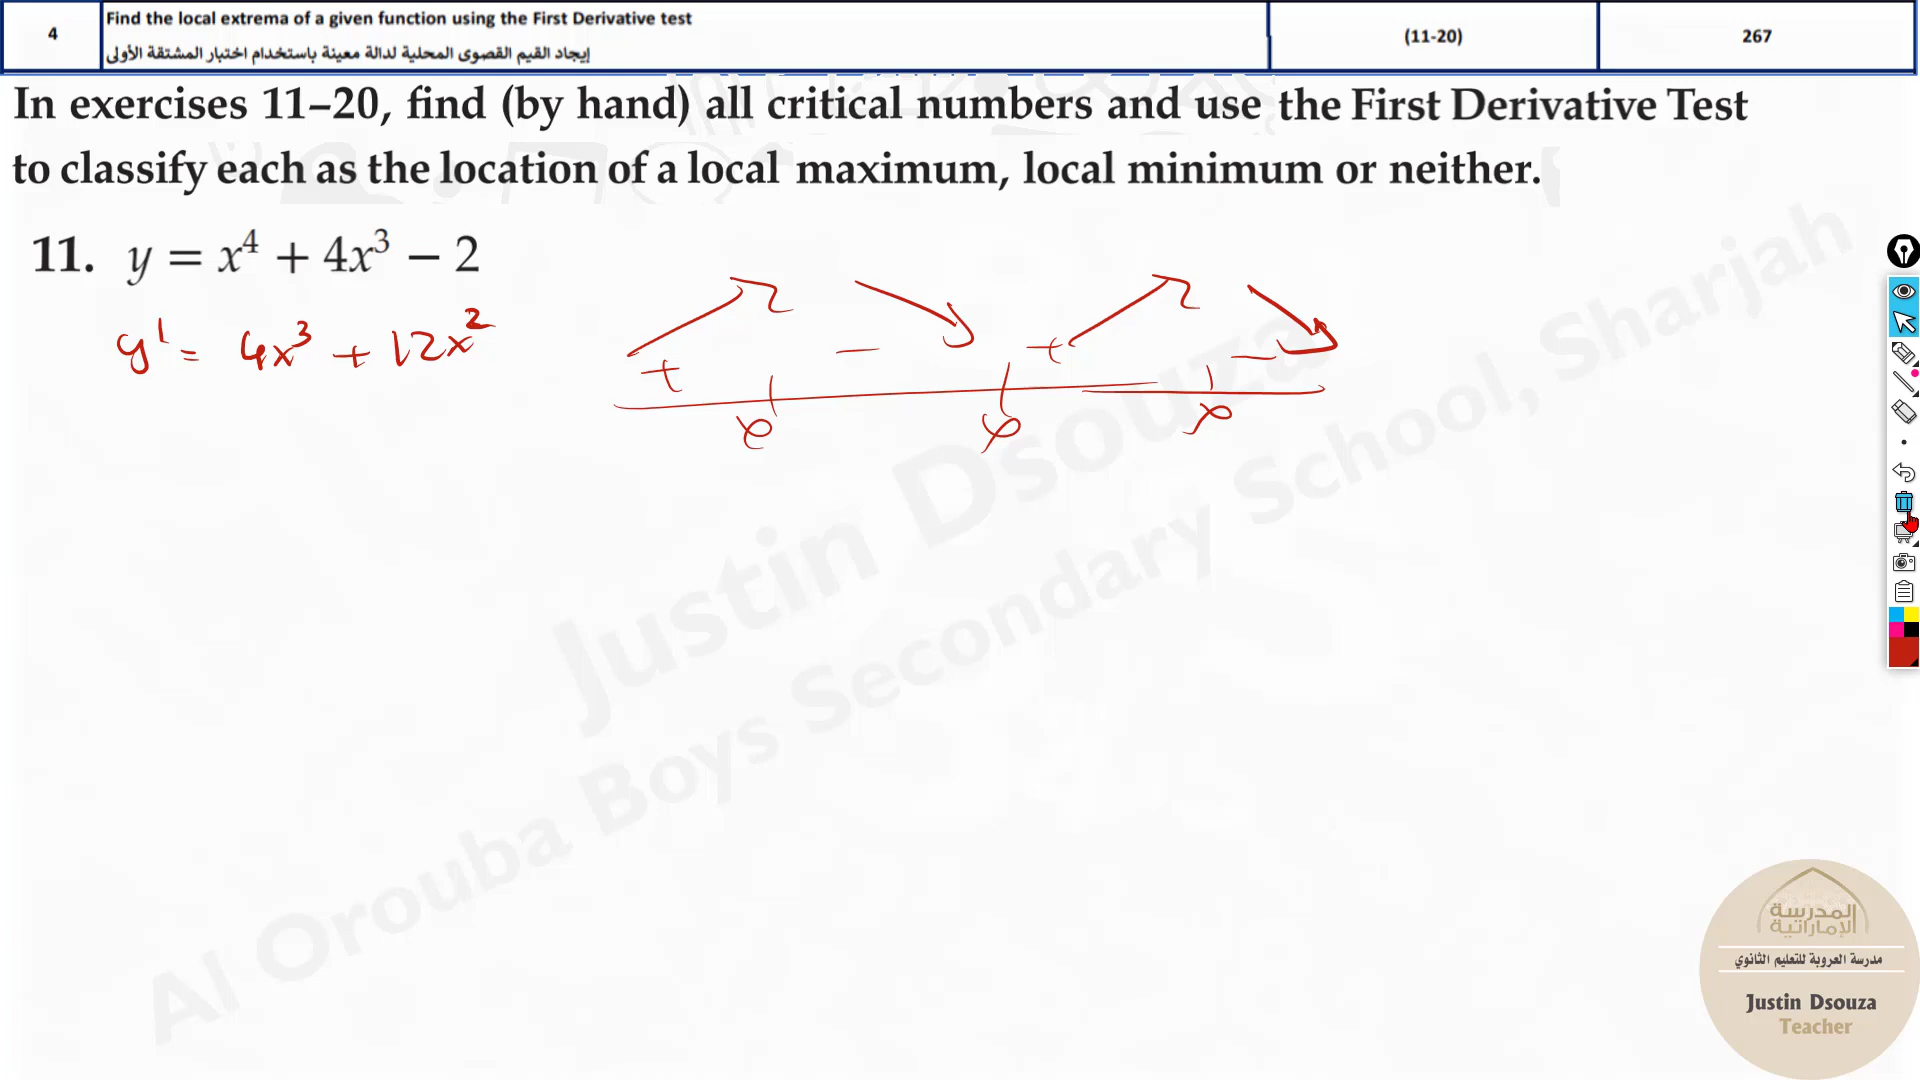 4
Find the local extrema of a given function using the First Derivative test
إيجاد القيم القصوى المحلية لدالة معينة باستخدام اختبار المشتقة الأولى
(11-20)
267
In exercises 11–20, find (by hand) all critical numbers and use the First Derivative Test
to classify each as the location of a local maximum, local minimum or neither.
11. y = x⁴ + 4x³ − 2
y' = 4x³ + 12x²
+ − + −
Justin Dsouza
Al Orouba Boys Secondary School, Sharjah
المدرسة
الإماراتية
مدرسة العروبة للتعليم الثانوي
Justin Dsouza
Teacher